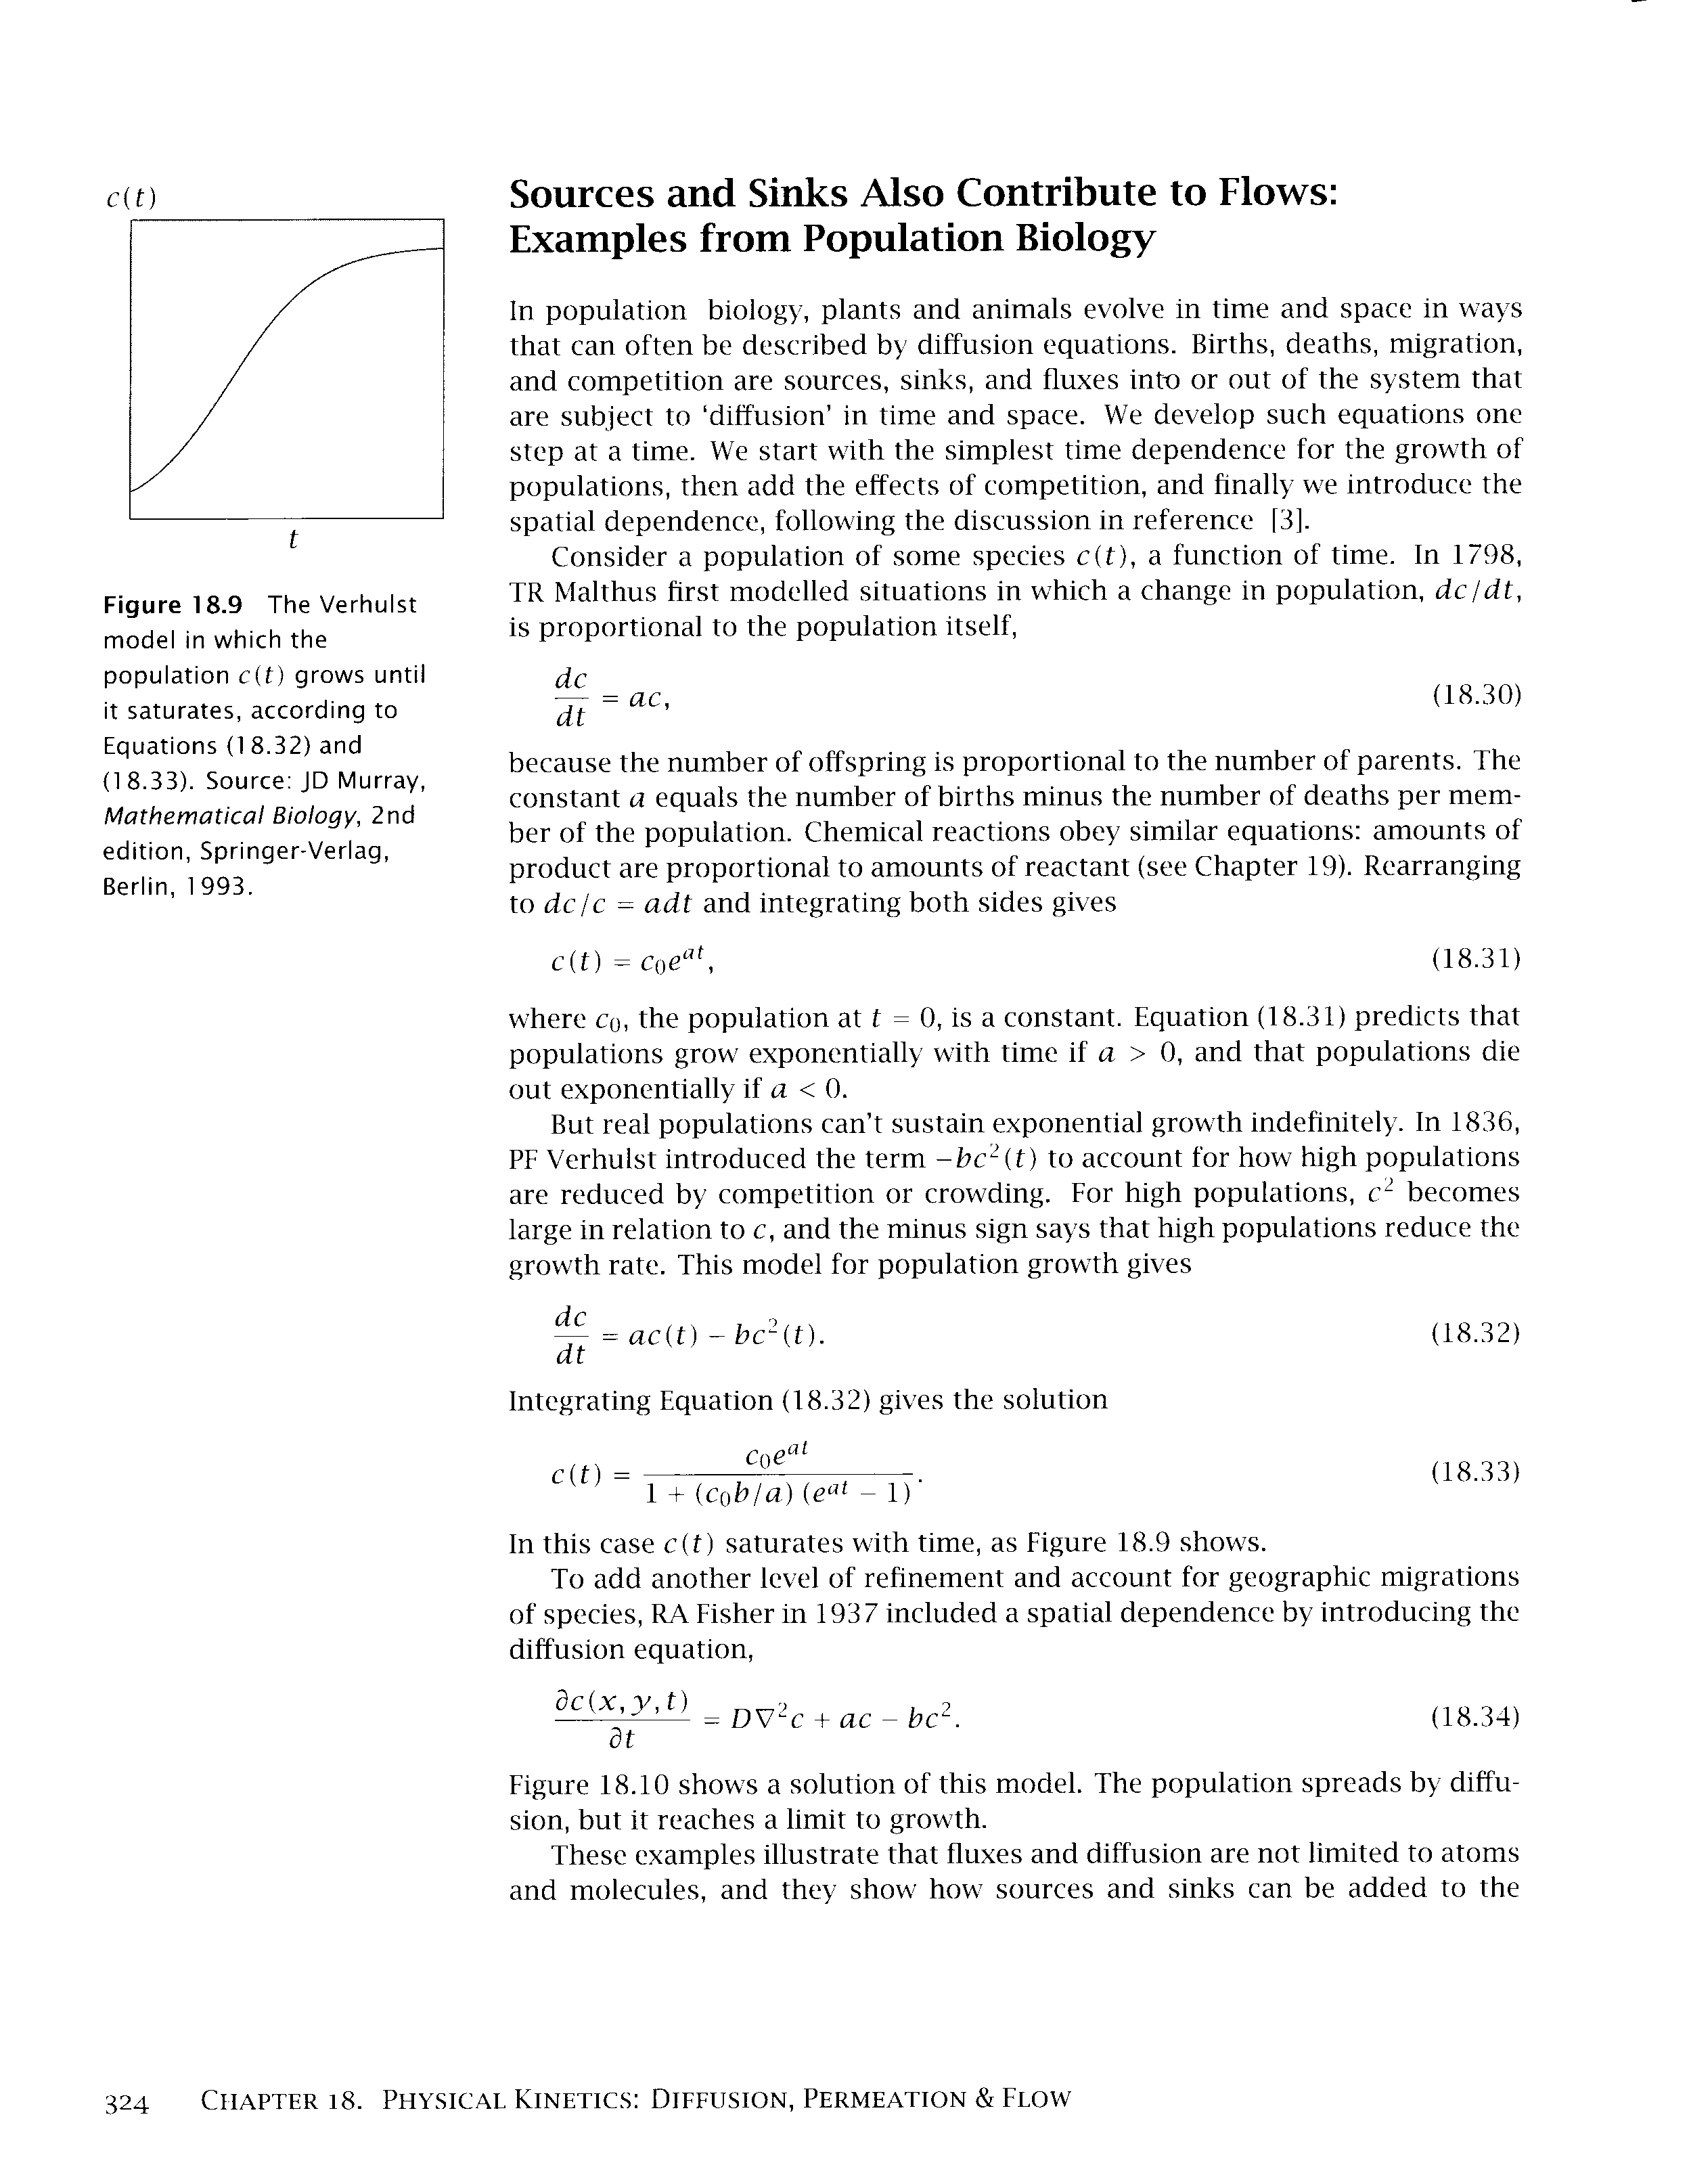 c(t)
t
Figure 18.9 The Verhulst
model in which the
population c(t) grows until
it saturates, according to
Equations (18.32) and
(18.33). Source: JD Murray,
Mathematical Biology, 2nd
edition, Springer-Verlag,
Berlin, 1993.
Sources and Sinks Also Contribute to Flows:
Examples from Population Biology
In population biology, plants and animals evolve in time and space in ways
that can often be described by diffusion equations. Births, deaths, migration,
and competition are sources, sinks, and fluxes into or out of the system that
are subject to 'diffusion' in time and space. We develop such equations one
step at a time. We start with the simplest time dependence for the growth of
populations, then add the effects of competition, and finally we introduce the
spatial dependence, following the discussion in reference [3].
Consider a population of some species c(t), a function of time. In 1798,
TR Malthus first modelled situations in which a change in population, dc/dt,
is proportional to the population itself,
dc/dt = ac, (18.30)
because the number of offspring is proportional to the number of parents. The
constant a equals the number of births minus the number of deaths per mem-
ber of the population. Chemical reactions obey similar equations: amounts of
product are proportional to amounts of reactant (see Chapter 19). Rearranging
to dc/c = adt and integrating both sides gives
c(t) = c₀e^{at}, (18.31)
where c₀, the population at t = 0, is a constant. Equation (18.31) predicts that
populations grow exponentially with time if a > 0, and that populations die
out exponentially if a < 0.
But real populations can't sustain exponential growth indefinitely. In 1836,
PF Verhulst introduced the term −bc²(t) to account for how high populations
are reduced by competition or crowding. For high populations, c² becomes
large in relation to c, and the minus sign says that high populations reduce the
growth rate. This model for population growth gives
dc/dt = ac(t) − bc²(t). (18.32)
Integrating Equation (18.32) gives the solution
c(t) = c₀e^{at} / 1 + (c₀b/a) (e^{at} − 1). (18.33)
In this case c(t) saturates with time, as Figure 18.9 shows.
To add another level of refinement and account for geographic migrations
of species, RA Fisher in 1937 included a spatial dependence by introducing the
diffusion equation,
∂c(x, y, t)/∂t = D∇²c + ac − bc². (18.34)
Figure 18.10 shows a solution of this model. The population spreads by diffu-
sion, but it reaches a limit to growth.
These examples illustrate that fluxes and diffusion are not limited to atoms
and molecules, and they show how sources and sinks can be added to the
324 CHAPTER 18. PHYSICAL KINETICS: DIFFUSION, PERMEATION & FLOW